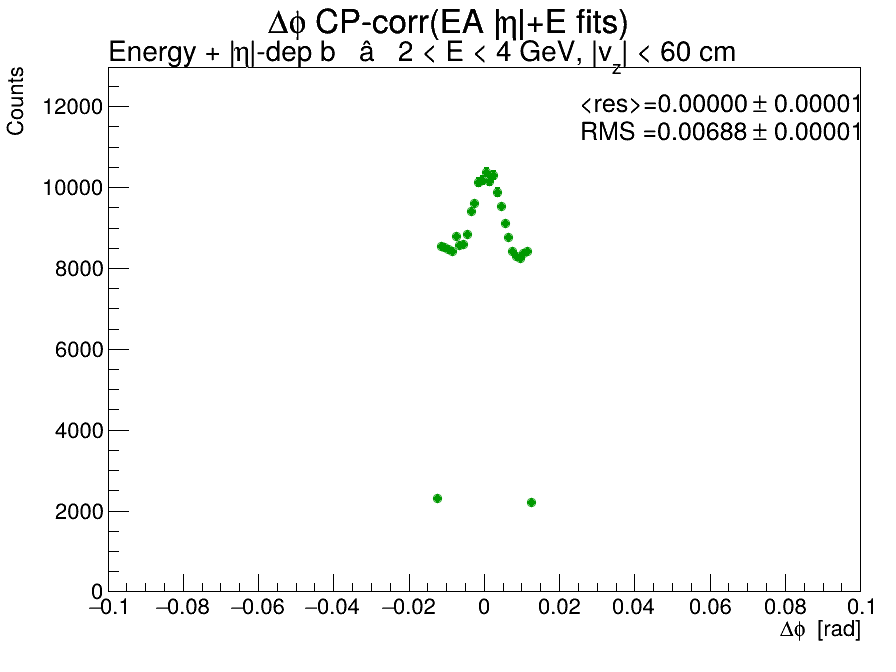 Δφ CP-corr(EA |η|+E fits)
Energy + |η|-dep b â 2 < E < 4 GeV, |v_z| < 60 cm
<res>=0.00000 ± 0.00001
RMS =0.00688 ± 0.00001
Counts
12000
10000
8000
6000
4000
2000
0
−0.1 −0.08 −0.06 −0.04 −0.02 0 0.02 0.04 0.06 0.08 0.1
Δφ [rad]